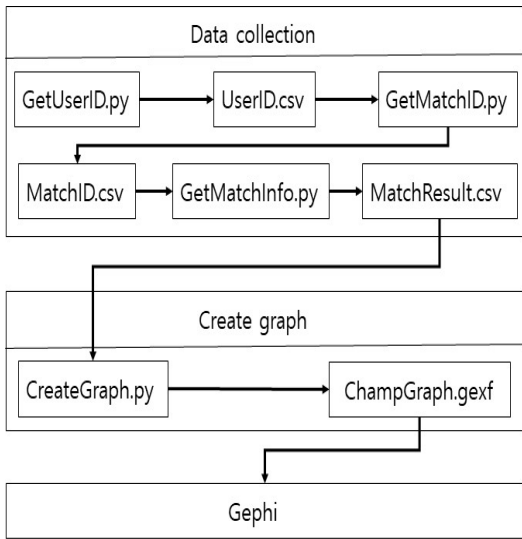 Data collection
GetUserID.py
UserID.csv
GetMatchID.py
MatchID.csv
GetMatchInfo.py
MatchResult.csv
Create graph
CreateGraph.py
ChampGraph.gexf
Gephi